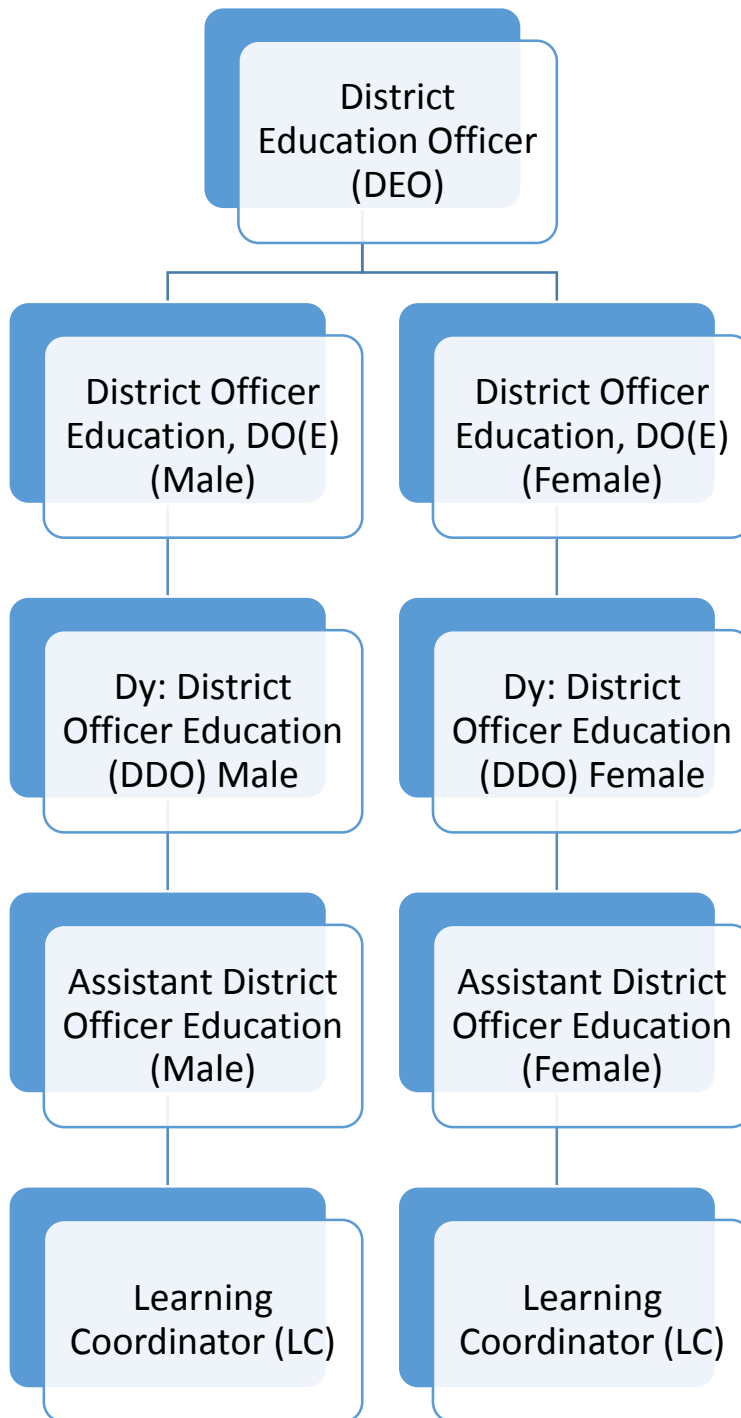 District
Education Officer
(DEO)
District Officer
Education, DO(E)
(Male)
District Officer
Education, DO(E)
(Female)
Dy: District
Officer Education
(DDO) Male
Dy: District
Officer Education
(DDO) Female
Assistant District
Officer Education
(Male)
Assistant District
Officer Education
(Female)
Learning
Coordinator (LC)
Learning
Coordinator (LC)